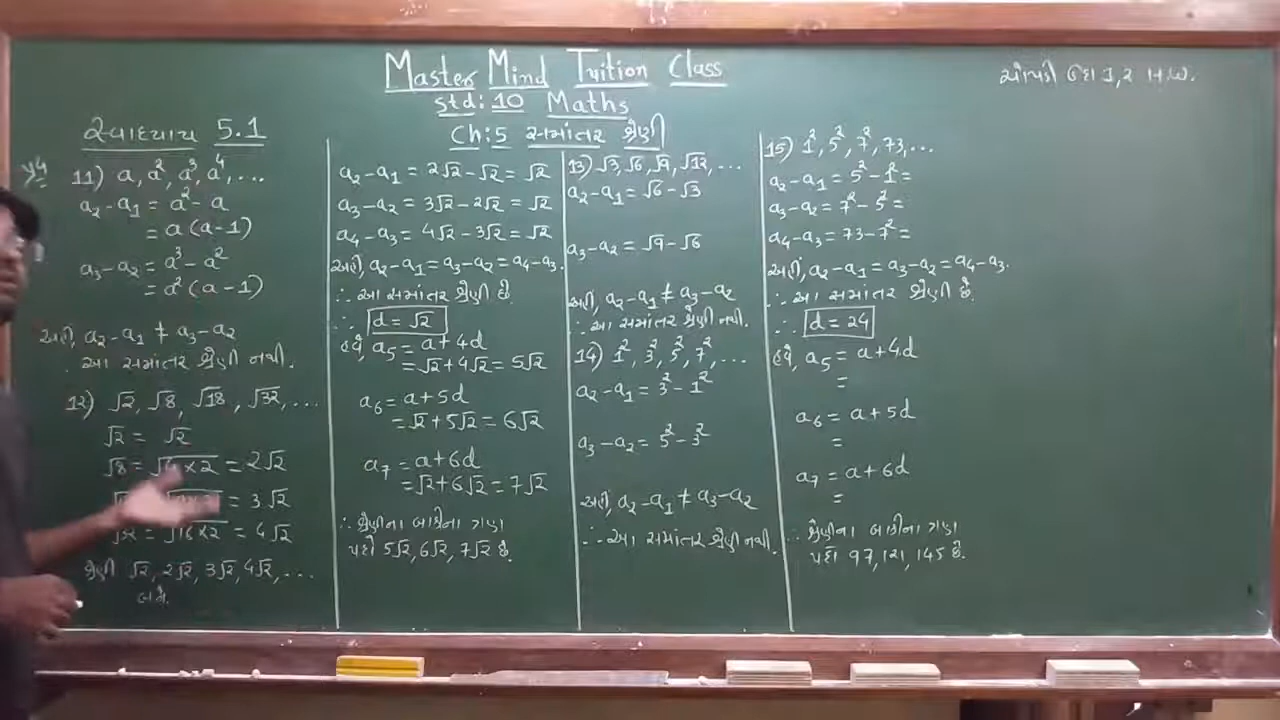 Master Mind Tuition Class
std: 10 Maths
Ch:5 સમાંતર શ્રેણી
દા 1, 2 H.W.
સ્વાધ્યાય 5.1
11) a, a², a³, a⁴, ...
a₂-a₁ = a² - a
= a (a-1)
a₃-a₂ = a³ - a²
= a² (a-1)
અહીં, a₂-a₁ ≠ a₃-a₂
∴ આ સમાંતર શ્રેણી નથી.
12) √2, √8, √18, √32, ...
√2 = √2
√8 = √4×2 = 2√2
= 3√2
= √16×2 = 4√2
શ્રેણી √2, 2√2, 3√2, 4√2, ...
બને.
a₂-a₁ = 2√2-√2 = √2
a₃-a₂ = 3√2-2√2 = √2
a₄-a₃ = 4√2-3√2 = √2
અહીં, a₂-a₁ = a₃-a₂ = a₄-a₃.
∴ આ સમાંતર શ્રેણી છે.
∴ d = √2
હવે, a₅ = a+4d
= √2+4√2 = 5√2
a₆ = a+5d
= √2+5√2 = 6√2
a₇ = a+6d
= √2+6√2 = 7√2
∴ શ્રેણીના બાકીના ત્રણ
પદો 5√2, 6√2, 7√2 છે.
13) √3, √6, √9, √12, ...
a₂-a₁ = √6-√3
a₃-a₂ = √9-√6
અહીં, a₂-a₁ ≠ a₃-a₂
∴ આ સમાંતર શ્રેણી નથી.
14) 1², 3², 5², 7², ...
a₂-a₁ = 3²-1²
a₃-a₂ = 5²-3²
અહીં, a₂-a₁ ≠ a₃-a₂
∴ આ સમાંતર શ્રેણી નથી.
15) 1², 5², 7², 73, ...
a₂-a₁ = 5²-1² =
a₃-a₂ = 7²-5² =
a₄-a₃ = 73-7² =
અહીં, a₂-a₁ = a₃-a₂ = a₄-a₃.
∴ આ સમાંતર શ્રેણી છે.
∴ d = 24
હવે, a₅ = a+4d
=
a₆ = a+5d
=
a₇ = a+6d
=
∴ શ્રેણીના બાકીના ત્રણ
પદો 97, 121, 145 છે.